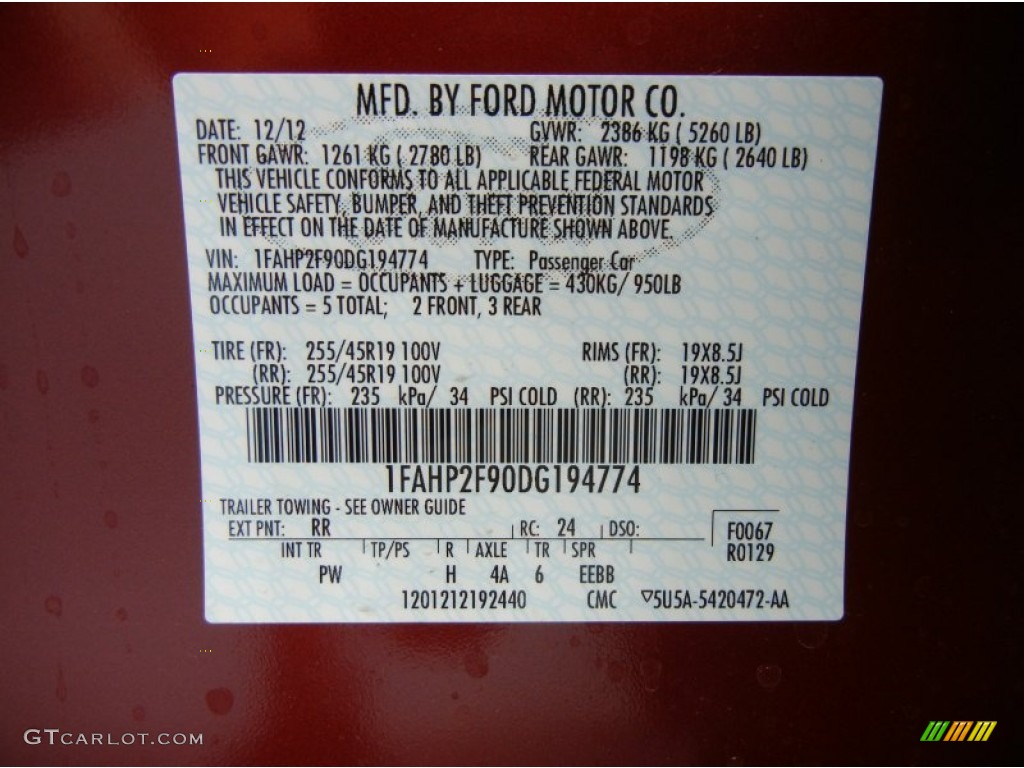 MFD. BY FORD MOTOR CO.
DATE: 12/12 GVWR: 2386 KG ( 5260 LB)
FRONT GAWR: 1261 KG ( 2780 LB) REAR GAWR: 1198 KG ( 2640 LB)
THIS VEHICLE CONFORMS TO ALL APPLICABLE FEDERAL MOTOR
VEHICLE SAFETY, BUMPER, AND THEFT PREVENTION STANDARDS
IN EFFECT ON THE DATE OF MANUFACTURE SHOWN ABOVE.
VIN: 1FAHP2F90DG194774 TYPE: Passenger Car
MAXIMUM LOAD = OCCUPANTS + LUGGAGE = 430KG/ 950LB
OCCUPANTS = 5 TOTAL; 2 FRONT, 3 REAR
TIRE (FR): 255/45R19 100V RIMS (FR): 19X8.5J
(RR): 255/45R19 100V (RR): 19X8.5J
PRESSURE (FR): 235 kPa/ 34 PSI COLD (RR): 235 kPa/ 34 PSI COLD
1FAHP2F90DG194774
TRAILER TOWING - SEE OWNER GUIDE
EXT PNT: RR RC: 24 DSO: F0067
INT TR TP/PS R AXLE TR SPR R0129
PW H 4A 6 EEBB
1201212192440 CMC ▽5U5A-5420472-AA
GTCARLOT.COM